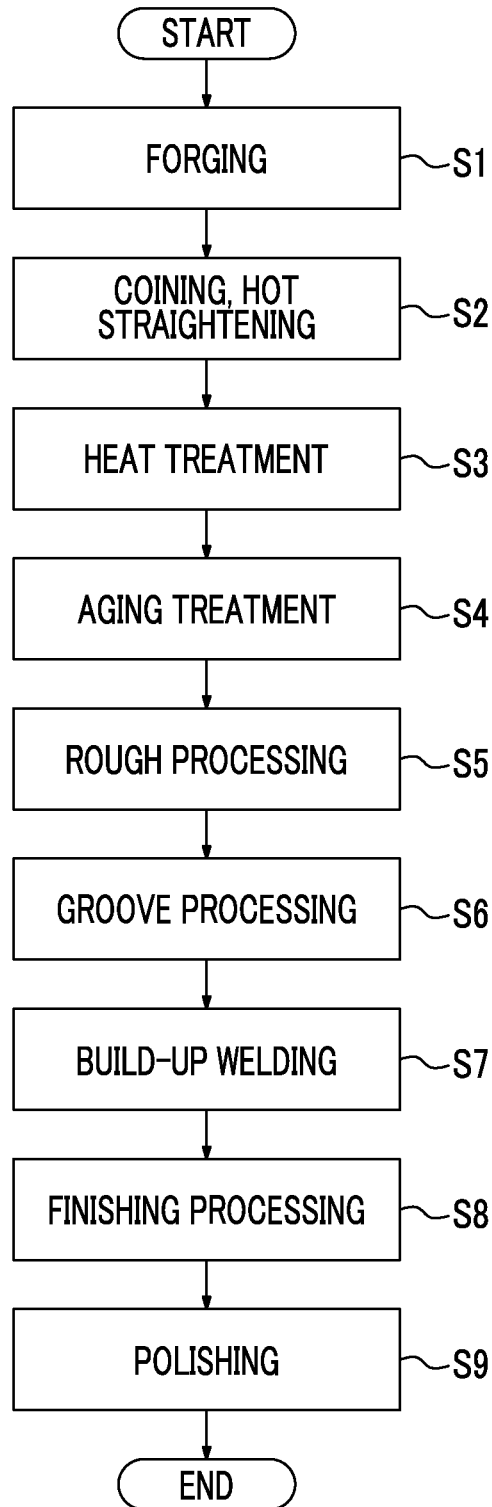 START
FORGING
S1
COINING, HOT
STRAIGHTENING
S2
HEAT TREATMENT
S3
AGING TREATMENT
S4
ROUGH PROCESSING
S5
GROOVE PROCESSING
S6
BUILD-UP WELDING
S7
FINISHING PROCESSING
S8
POLISHING
S9
END